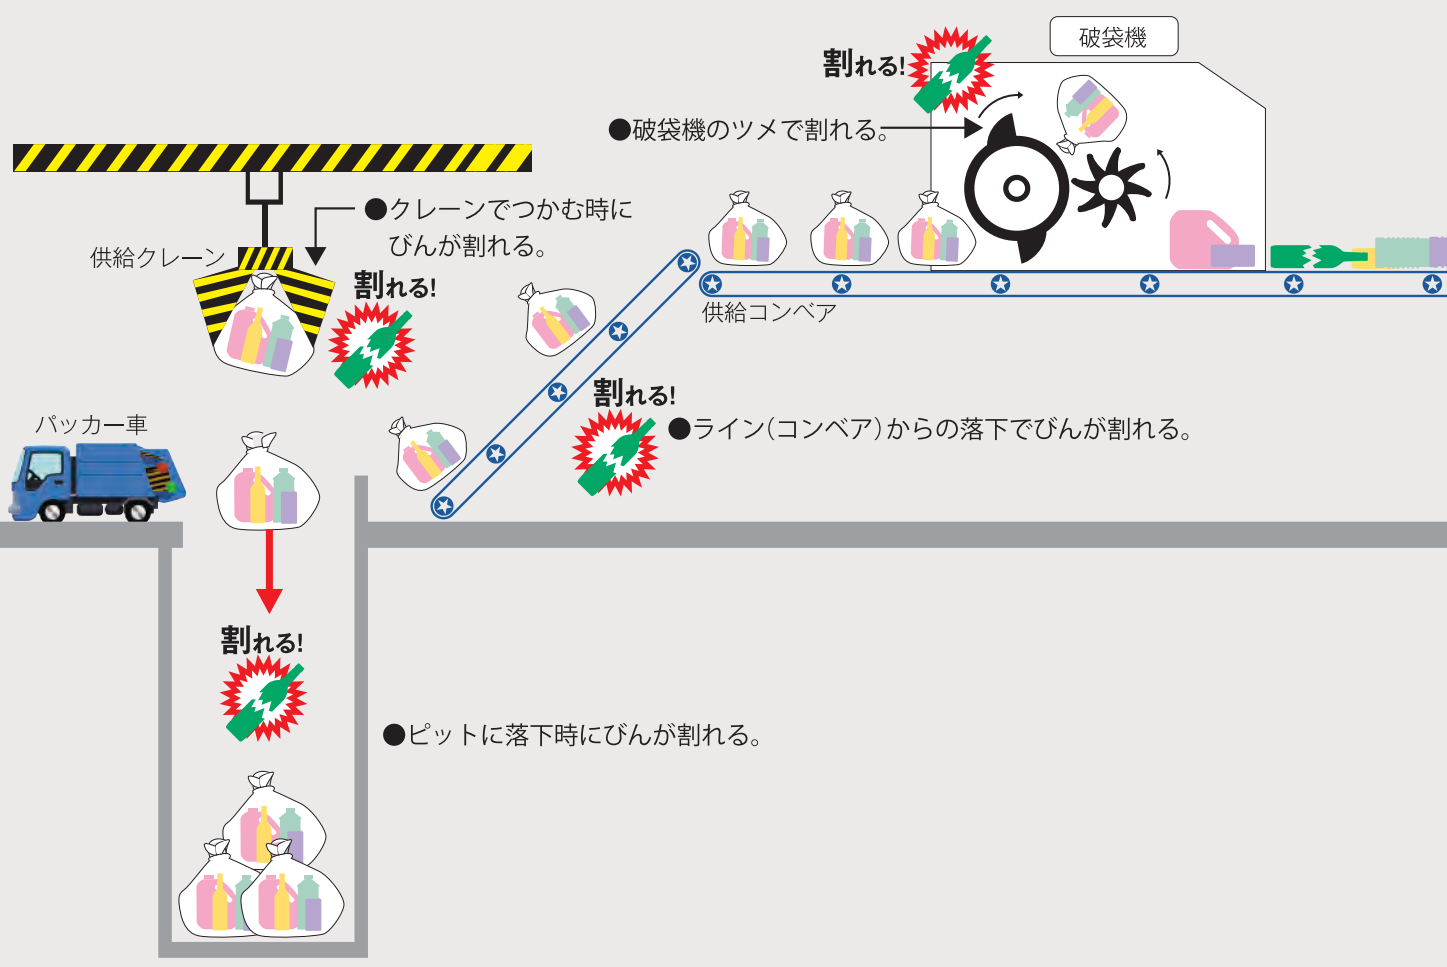 破袋機
割れる!
●破袋機のツメで割れる。
●クレーンでつかむ時に
びんが割れる。
供給クレーン
割れる!
供給コンベア
割れる!
●ライン(コンベア)からの落下でびんが割れる。
パッカー車
割れる!
●ピットに落下時にびんが割れる。